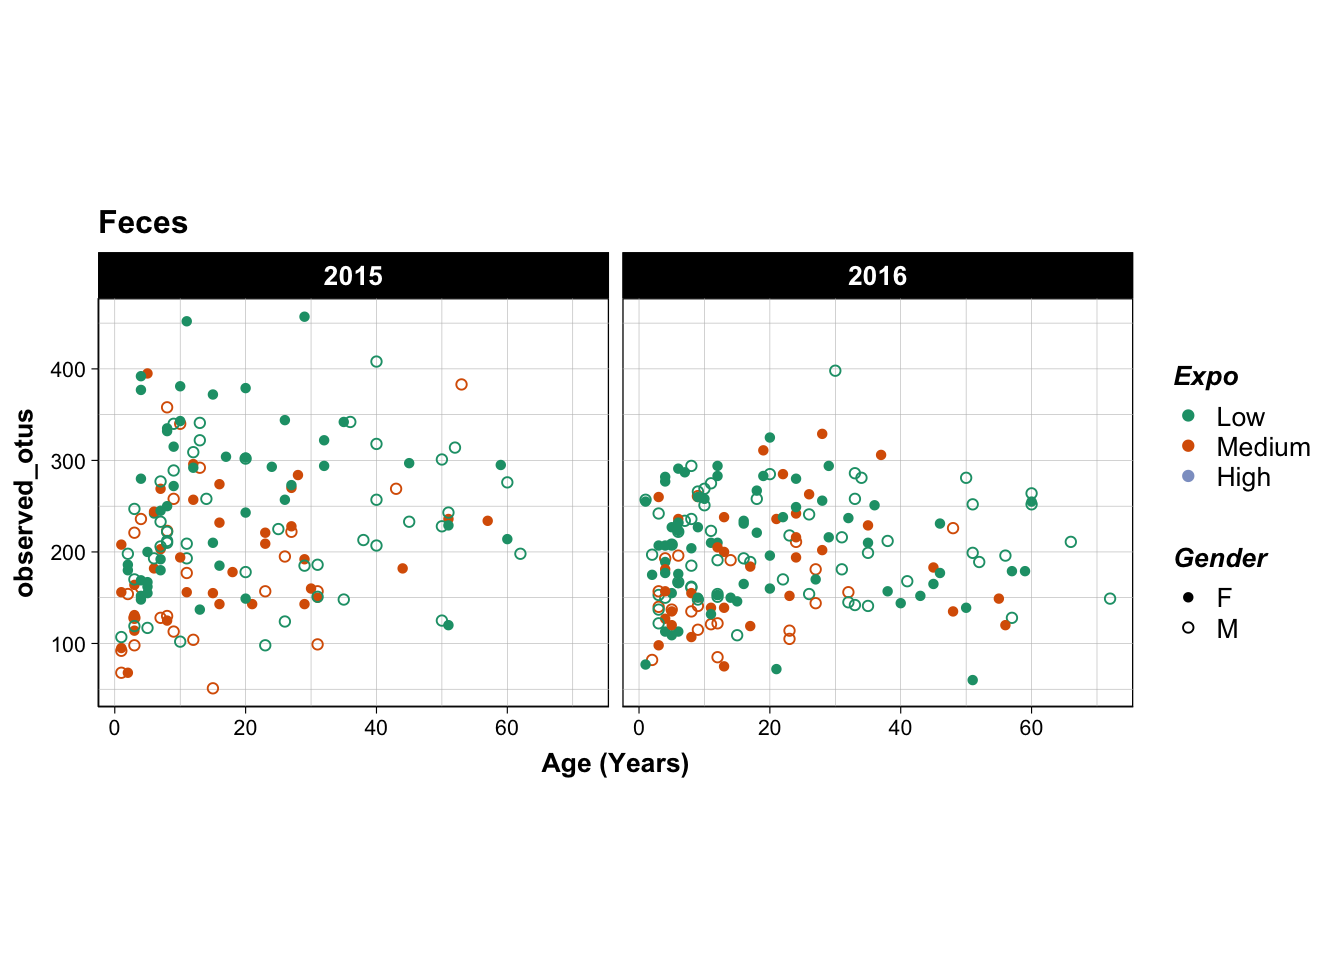 Feces
2015
2016
observed_otus
400
300
200
100
0
20
40
60
0
20
40
60
Age (Years)
Expo
Low
Medium
High
Gender
F
M